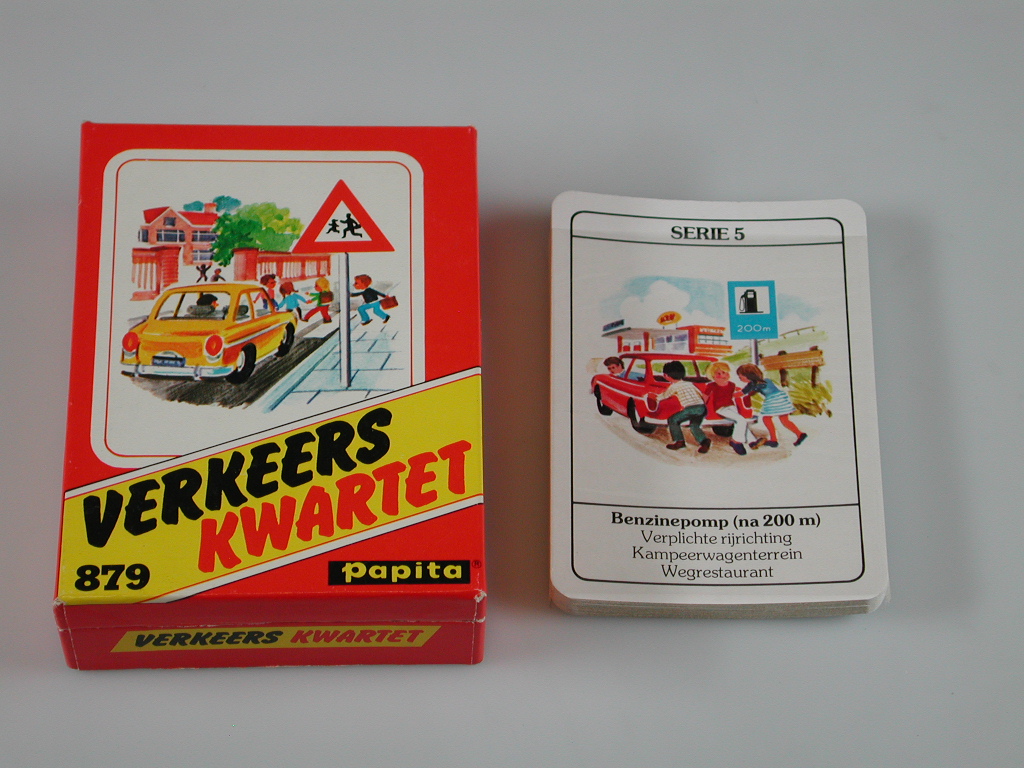 VERKEERS
KWARTET
879
Papita®
VERKEERS KWARTET
SERIE 5
200m
Benzinepomp (na 200 m)
Verplichte rijrichting
Kampeerwagenterrein
Wegrestaurant